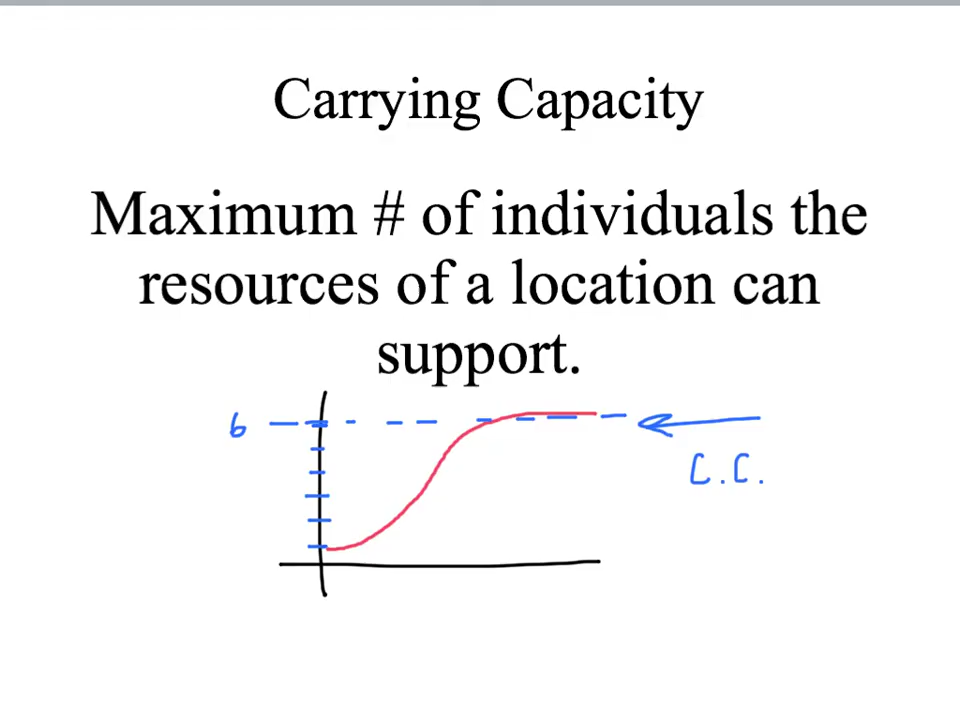 Carrying Capacity
Maximum # of individuals the
resources of a location can
support.
6
C.C.